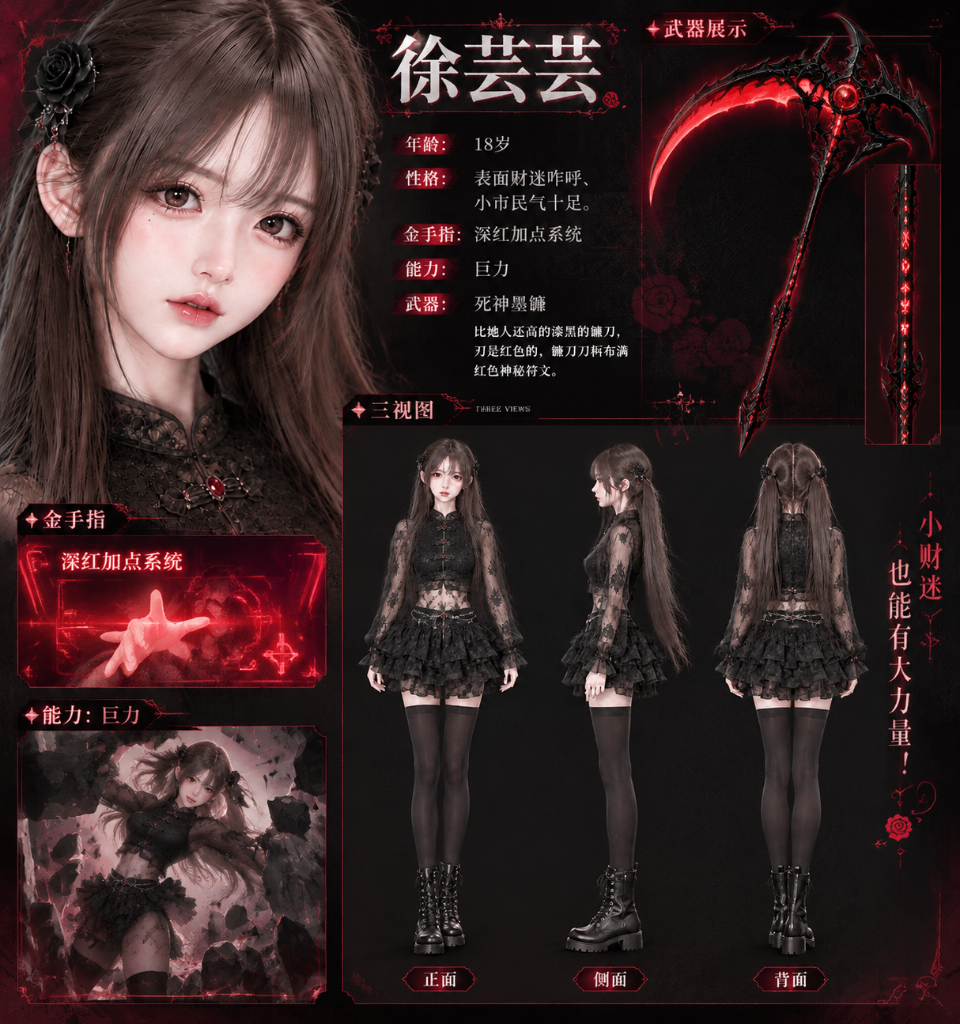 徐芸芸
年龄： 18岁
性格： 表面财迷咋呼、
小市民气十足。
金手指： 深红加点系统
能力： 巨力
武器： 死神墨镰
比她人还高的漆黑的镰刀，
刃是红色的，镰刀刀柄布满
红色神秘符文。
武器展示
三视图 THREE VIEWS
金手指
深红加点系统
能力：巨力
正面
侧面
背面
小财迷
也能有大力量！